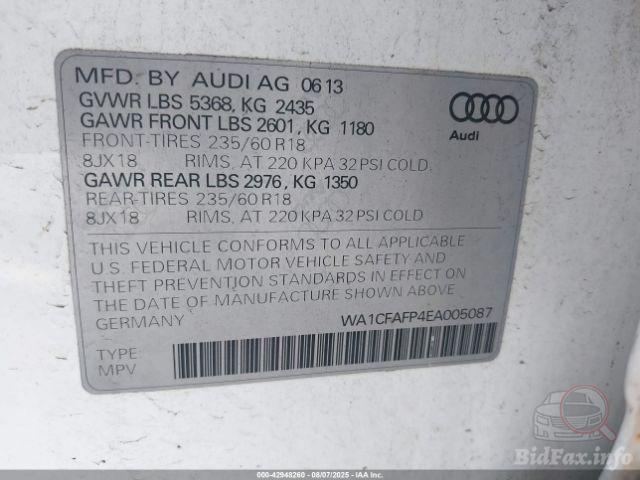 MFD. BY AUDI AG 0613
GVWR LBS 5368, KG 2435
GAWR FRONT LBS 2601, KG 1180
FRONT-TIRES 235/60 R18
8JX18 RIMS, AT 220 KPA 32 PSI COLD.
GAWR REAR LBS 2976, KG 1350
REAR-TIRES 235/60 R18
8JX18 RIMS, AT 220 KPA 32 PSI COLD
Audi
THIS VEHICLE CONFORMS TO ALL APPLICABLE
U.S. FEDERAL MOTOR VEHICLE SAFETY AND
THEFT PREVENTION STANDARDS IN EFFECT ON
THE DATE OF MANUFACTURE SHOWN ABOVE
GERMANY WA1CFAFP4EA005087
TYPE:
MPV
BidFax.info
000-42948260 - 08/07/2025 - IAAI.com